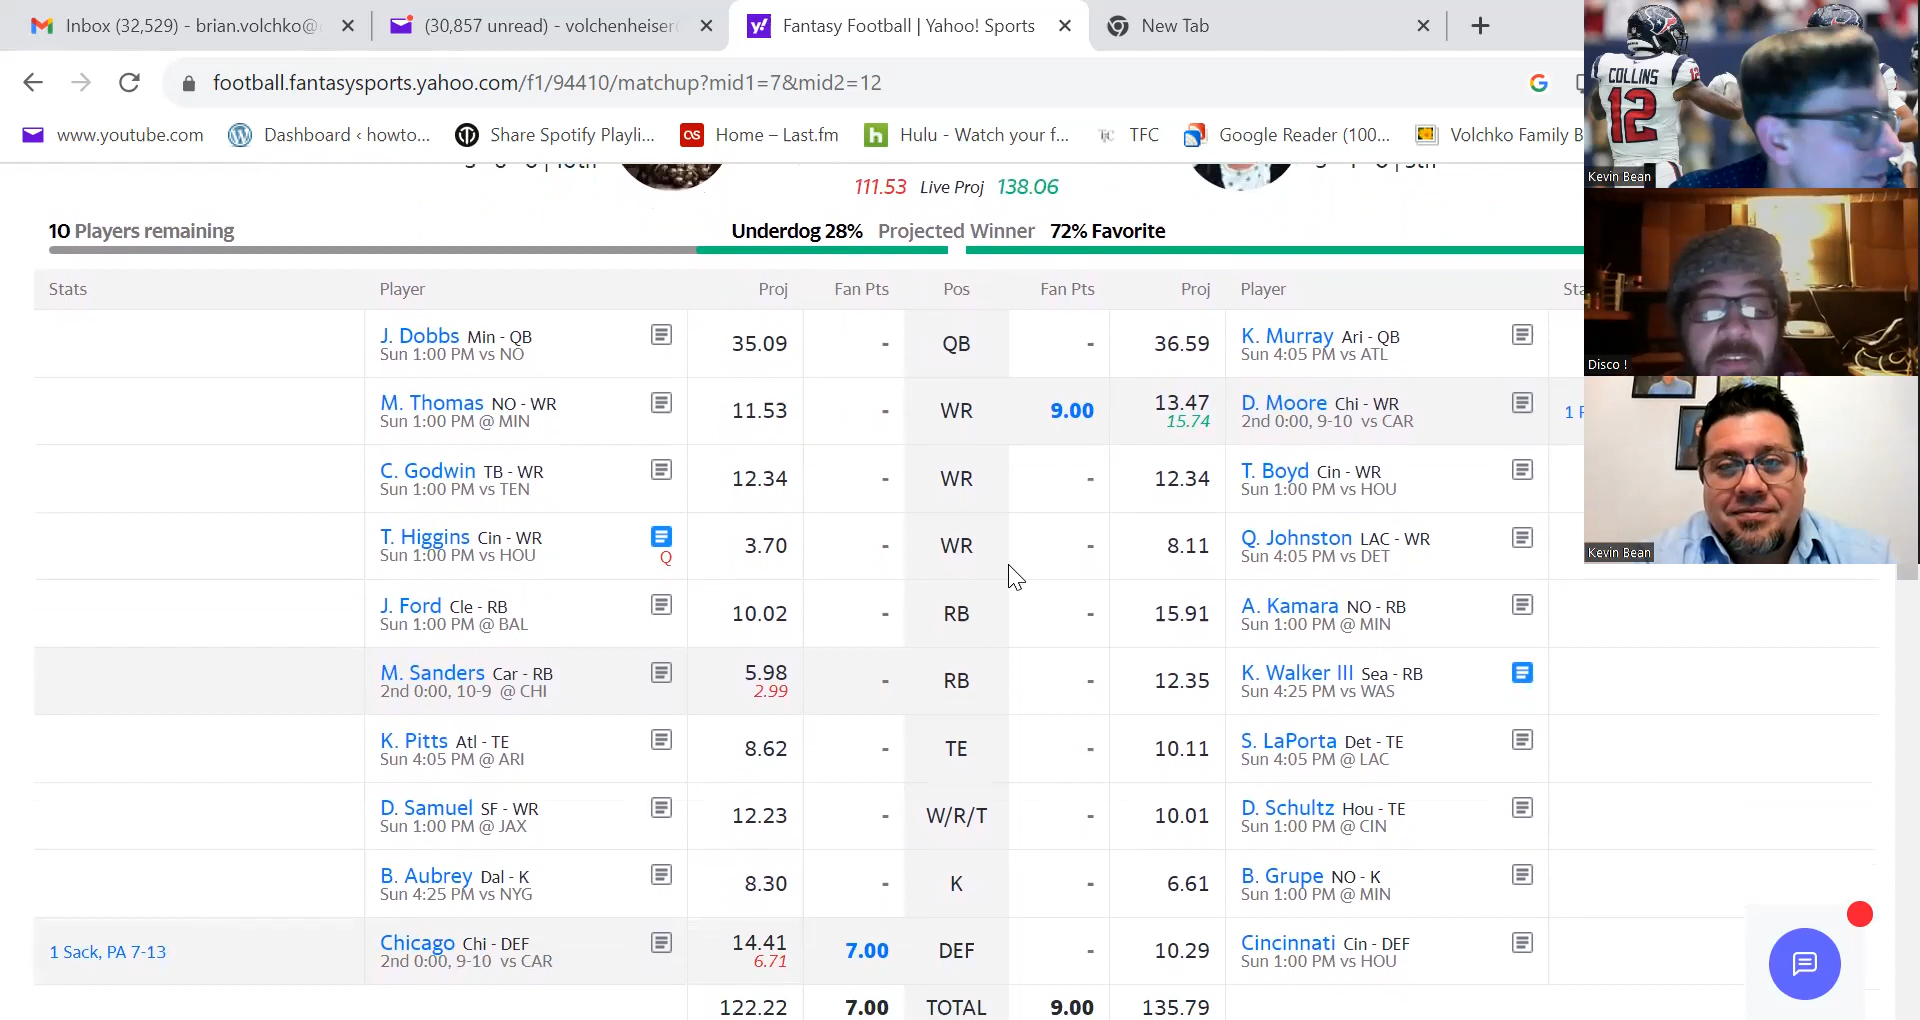 Inbox (32,529) - brian.volchko@
(30,857 unread) - volchenheiser
Fantasy Football | Yahoo! Sports
New Tab
football.fantasysports.yahoo.com/f1/94410/matchup?mid1=7&mid2=12
www.youtube.com
Dashboard ‹ howto...
Share Spotify Playli...
Home – Last.fm
Hulu - Watch your f...
TFC
Google Reader (100...
Volchko Family B
COLLINS
12
Kevin Bean
Disco !
Kevin Bean
111.53 Live Proj 138.06
10 Players remaining
Underdog 28% Projected Winner 72% Favorite
Stats Player Proj Fan Pts Pos Fan Pts Proj Player Sta
J. Dobbs Min - QB 35.09 - QB - 36.59 K. Murray Ari - QB
Sun 1:00 PM vs NO Sun 4:05 PM vs ATL
M. Thomas NO - WR 11.53 - WR 9.00 13.47 D. Moore Chi - WR
Sun 1:00 PM @ MIN 15.74 2nd 0:00, 9-10 vs CAR
C. Godwin TB - WR 12.34 - WR - 12.34 T. Boyd Cin - WR
Sun 1:00 PM vs TEN Sun 1:00 PM vs HOU
T. Higgins Cin - WR 3.70 - WR - 8.11 Q. Johnston LAC - WR
Sun 1:00 PM vs HOU Q Sun 4:05 PM vs DET
J. Ford Cle - RB 10.02 - RB - 15.91 A. Kamara NO - RB
Sun 1:00 PM @ BAL Sun 1:00 PM @ MIN
M. Sanders Car - RB 5.98 - RB - 12.35 K. Walker III Sea - RB
2nd 0:00, 10-9 @ CHI 2.99 Sun 4:25 PM vs WAS
K. Pitts Atl - TE 8.62 - TE - 10.11 S. LaPorta Det - TE
Sun 4:05 PM @ ARI Sun 4:05 PM @ LAC
D. Samuel SF - WR 12.23 - W/R/T - 10.01 D. Schultz Hou - TE
Sun 1:00 PM @ JAX Sun 1:00 PM @ CIN
B. Aubrey Dal - K 8.30 - K - 6.61 B. Grupe NO - K
Sun 4:25 PM vs NYG Sun 1:00 PM @ MIN
1 Sack, PA 7-13 Chicago Chi - DEF 14.41 7.00 DEF - 10.29 Cincinnati Cin - DEF
2nd 0:00, 9-10 vs CAR 6.71 Sun 1:00 PM vs HOU
122.22 7.00 TOTAL 9.00 135.79